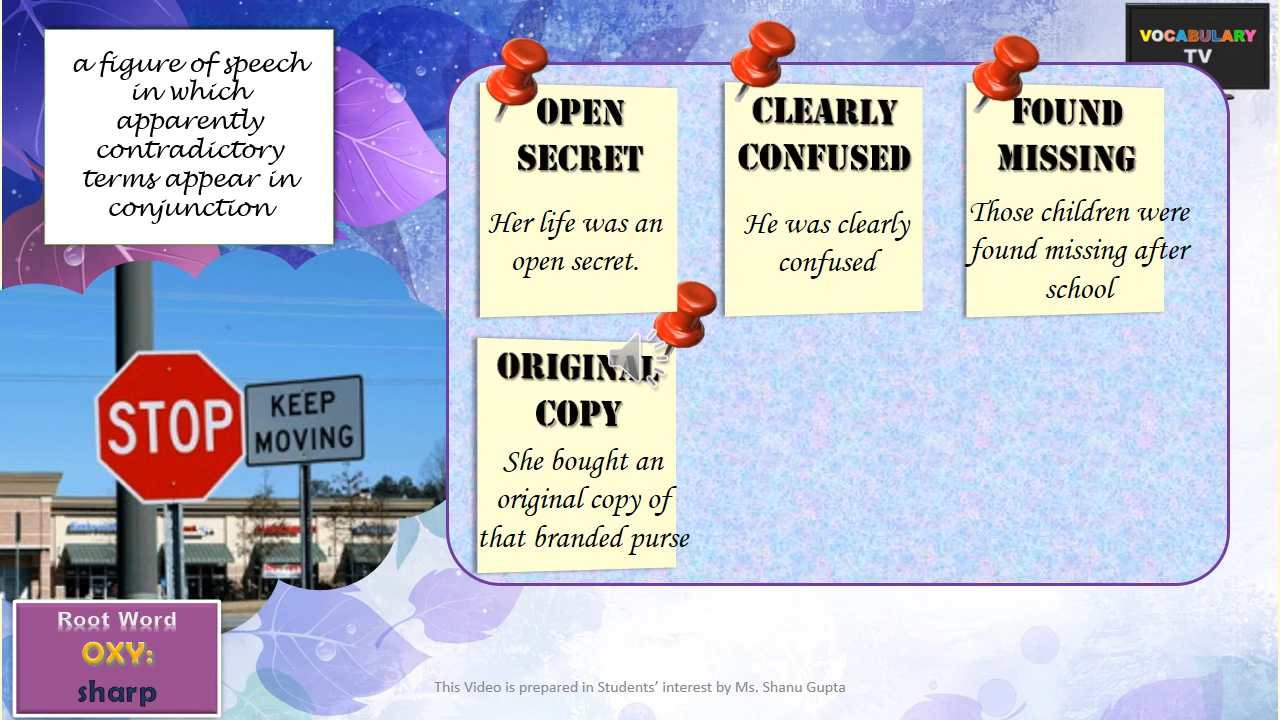 a figure of speech
in which
apparently
contradictory
terms appear in
conjunction
VOCABULARY
TV
OPEN
SECRET
Her life was an
open secret.
CLEARLY
CONFUSED
He was clearly
confused
FOUND
MISSING
Those children were
found missing after
school
ORIGINAL
COPY
She bought an
original copy of
that branded purse
STOP
KEEP
MOVING
Root Word
OXY:
sharp
This Video is prepared in Students' interest by Ms. Shanu Gupta